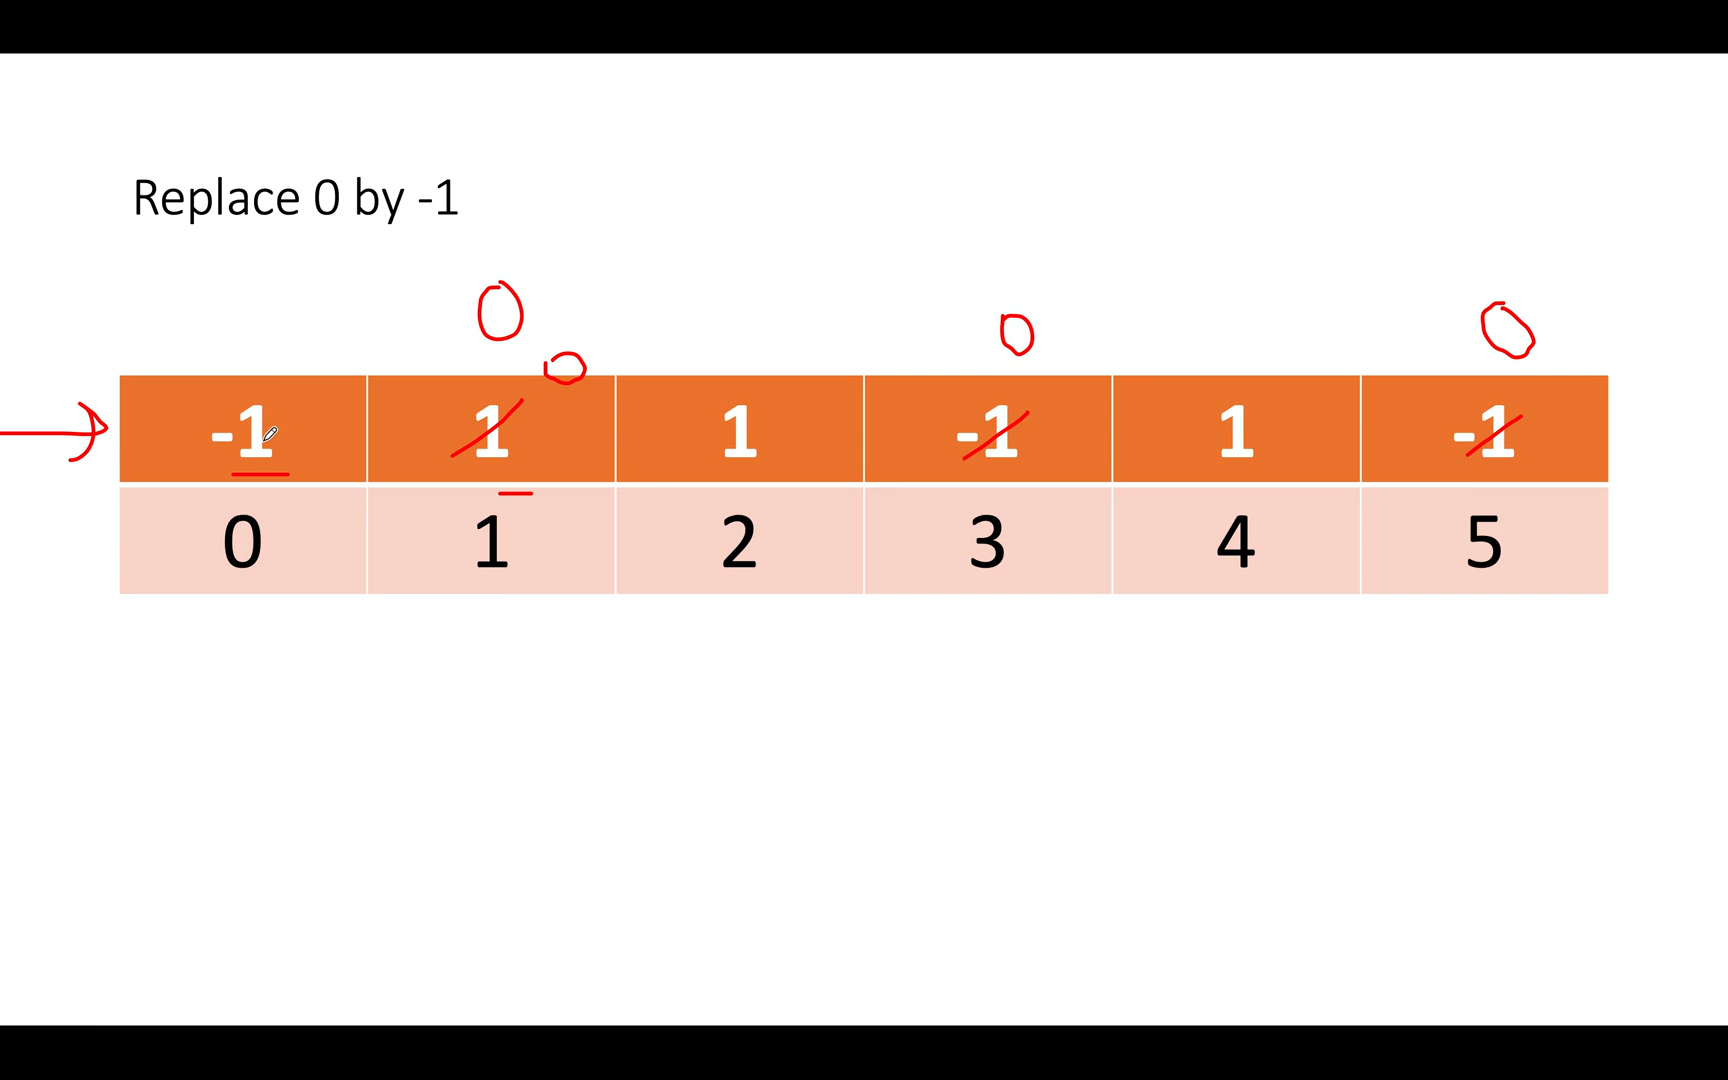 Replace 0 by -1
0
0 0 0
-1 1 1 -1 1 -1
0 1 2 3 4 5